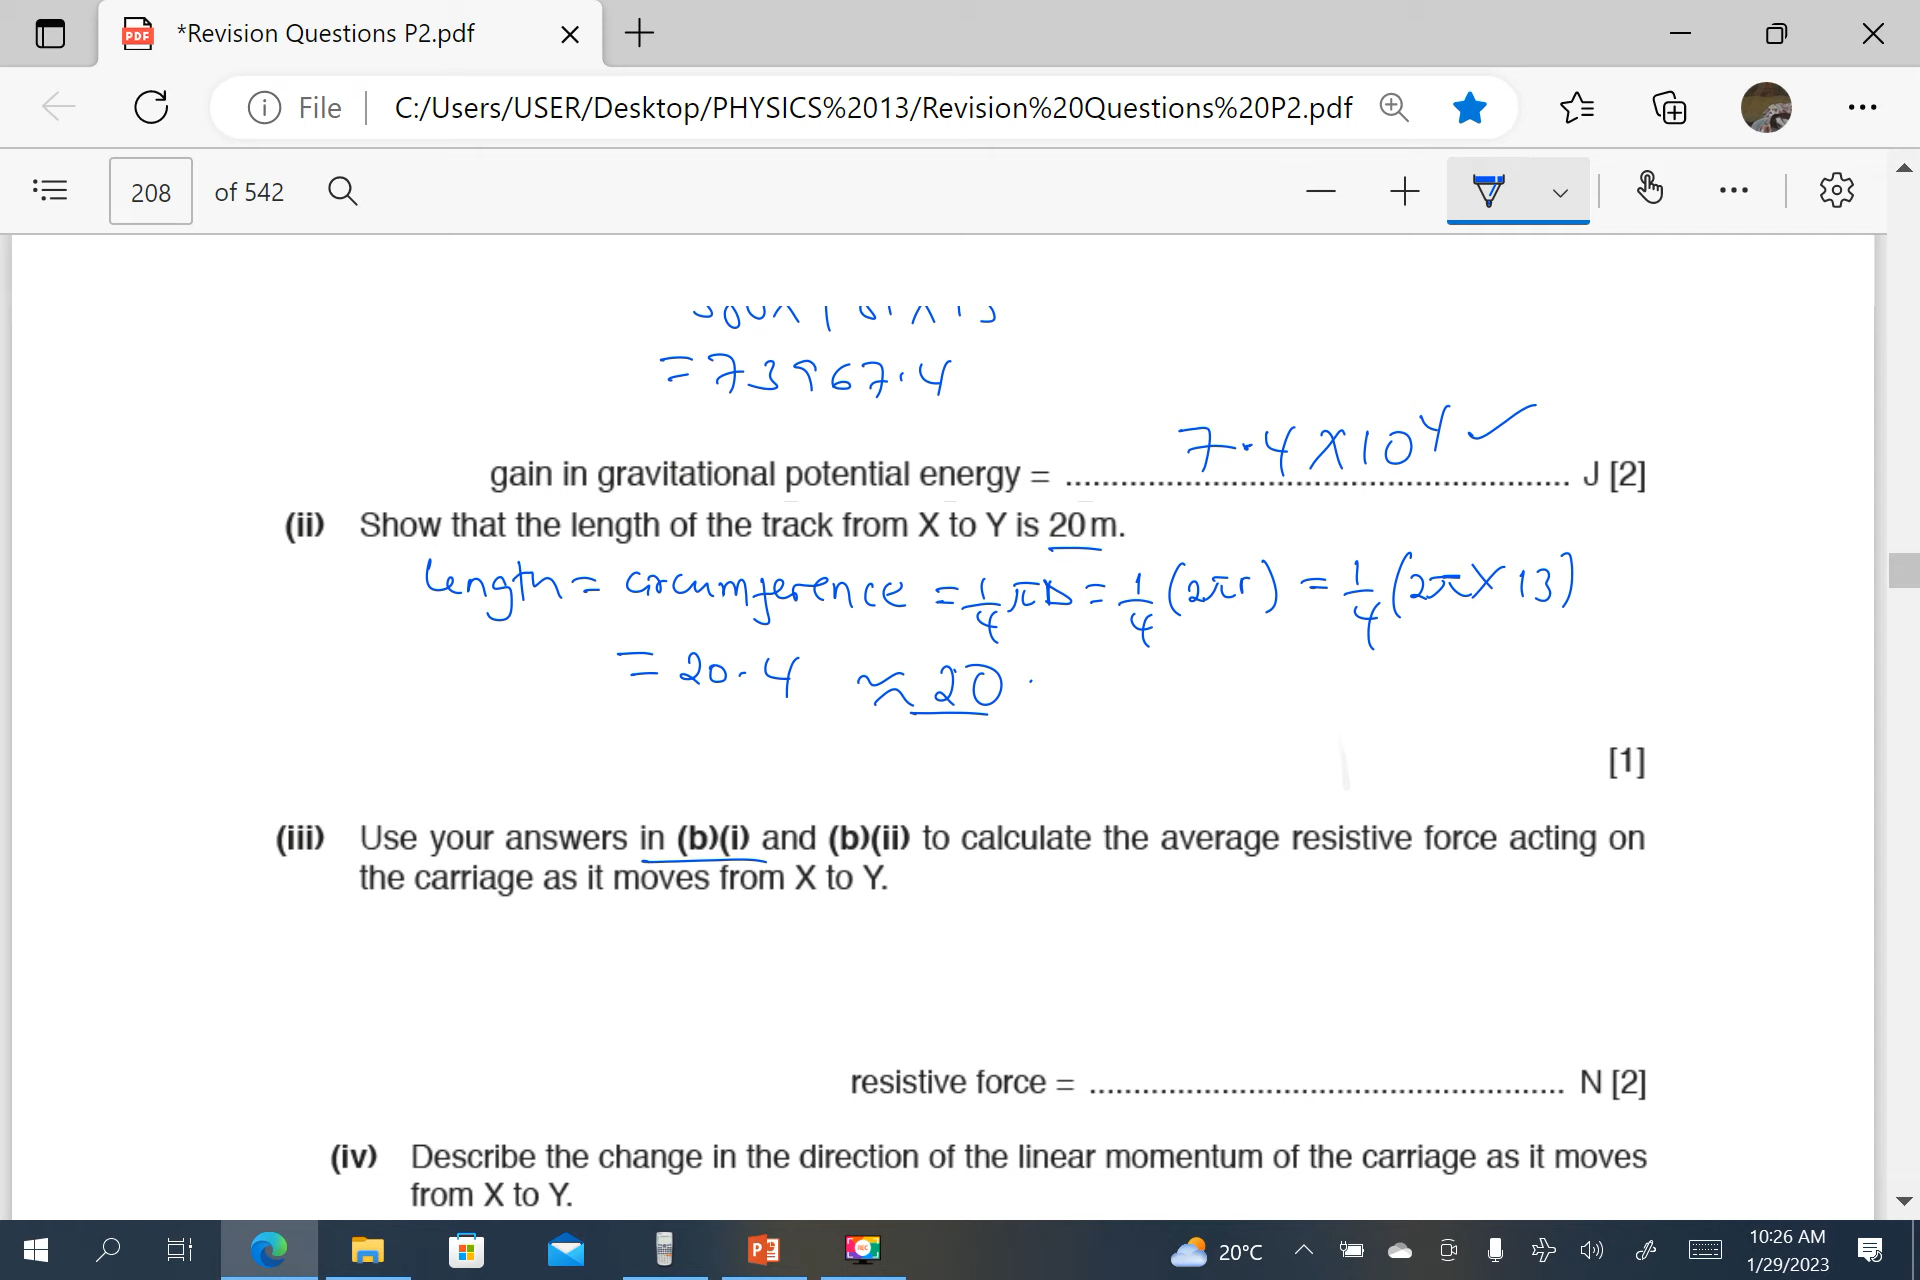 *Revision Questions P2.pdf
File C:/Users/USER/Desktop/PHYSICS%2013/Revision%20Questions%20P2.pdf
208 of 542
= 73967.4
7.4 X 10⁴ ✓
gain in gravitational potential energy = .................................................. J [2]
(ii) Show that the length of the track from X to Y is 20 m.
length = circumference = 1/4 πD = 1/4 (2πr) = 1/4 (2π X 13)
= 20.4 ≈ 20.
[1]
(iii) Use your answers in (b)(i) and (b)(ii) to calculate the average resistive force acting on
the carriage as it moves from X to Y.
resistive force = .................................................. N [2]
(iv) Describe the change in the direction of the linear momentum of the carriage as it moves
from X to Y.
20°C
10:26 AM
1/29/2023